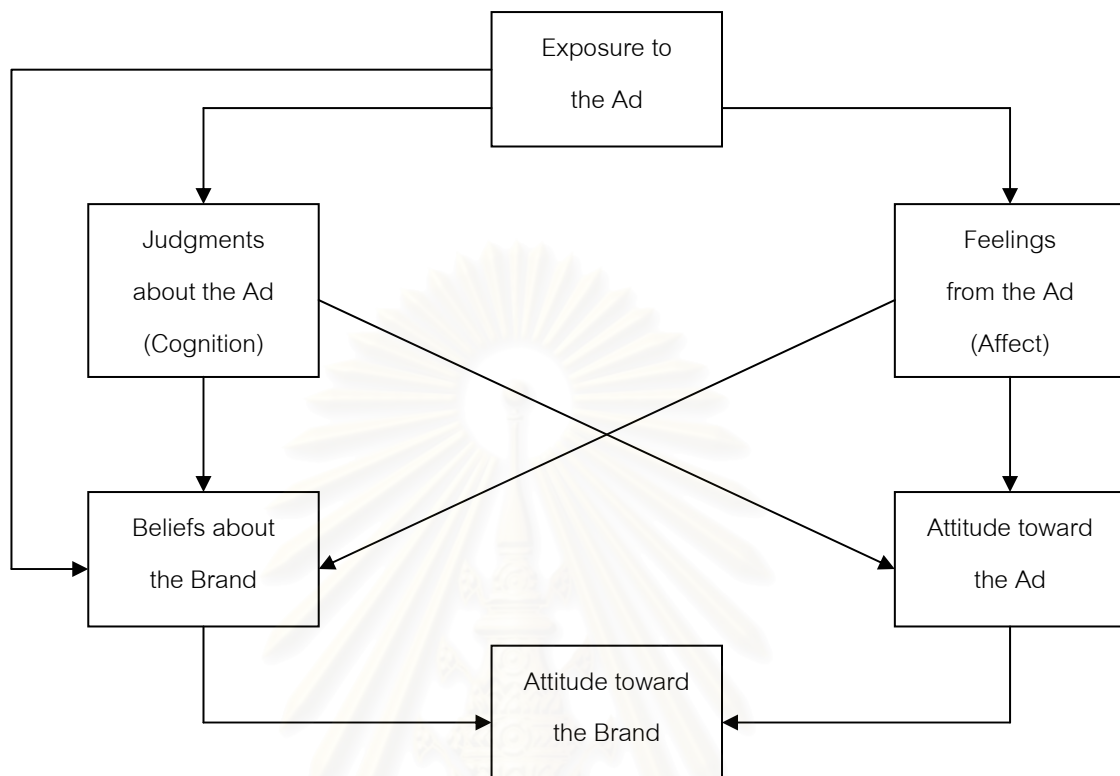 Exposure to
the Ad
Judgments
about the Ad
(Cognition)
Feelings
from the Ad
(Affect)
Beliefs about
the Brand
Attitude toward
the Ad
Attitude toward
the Brand